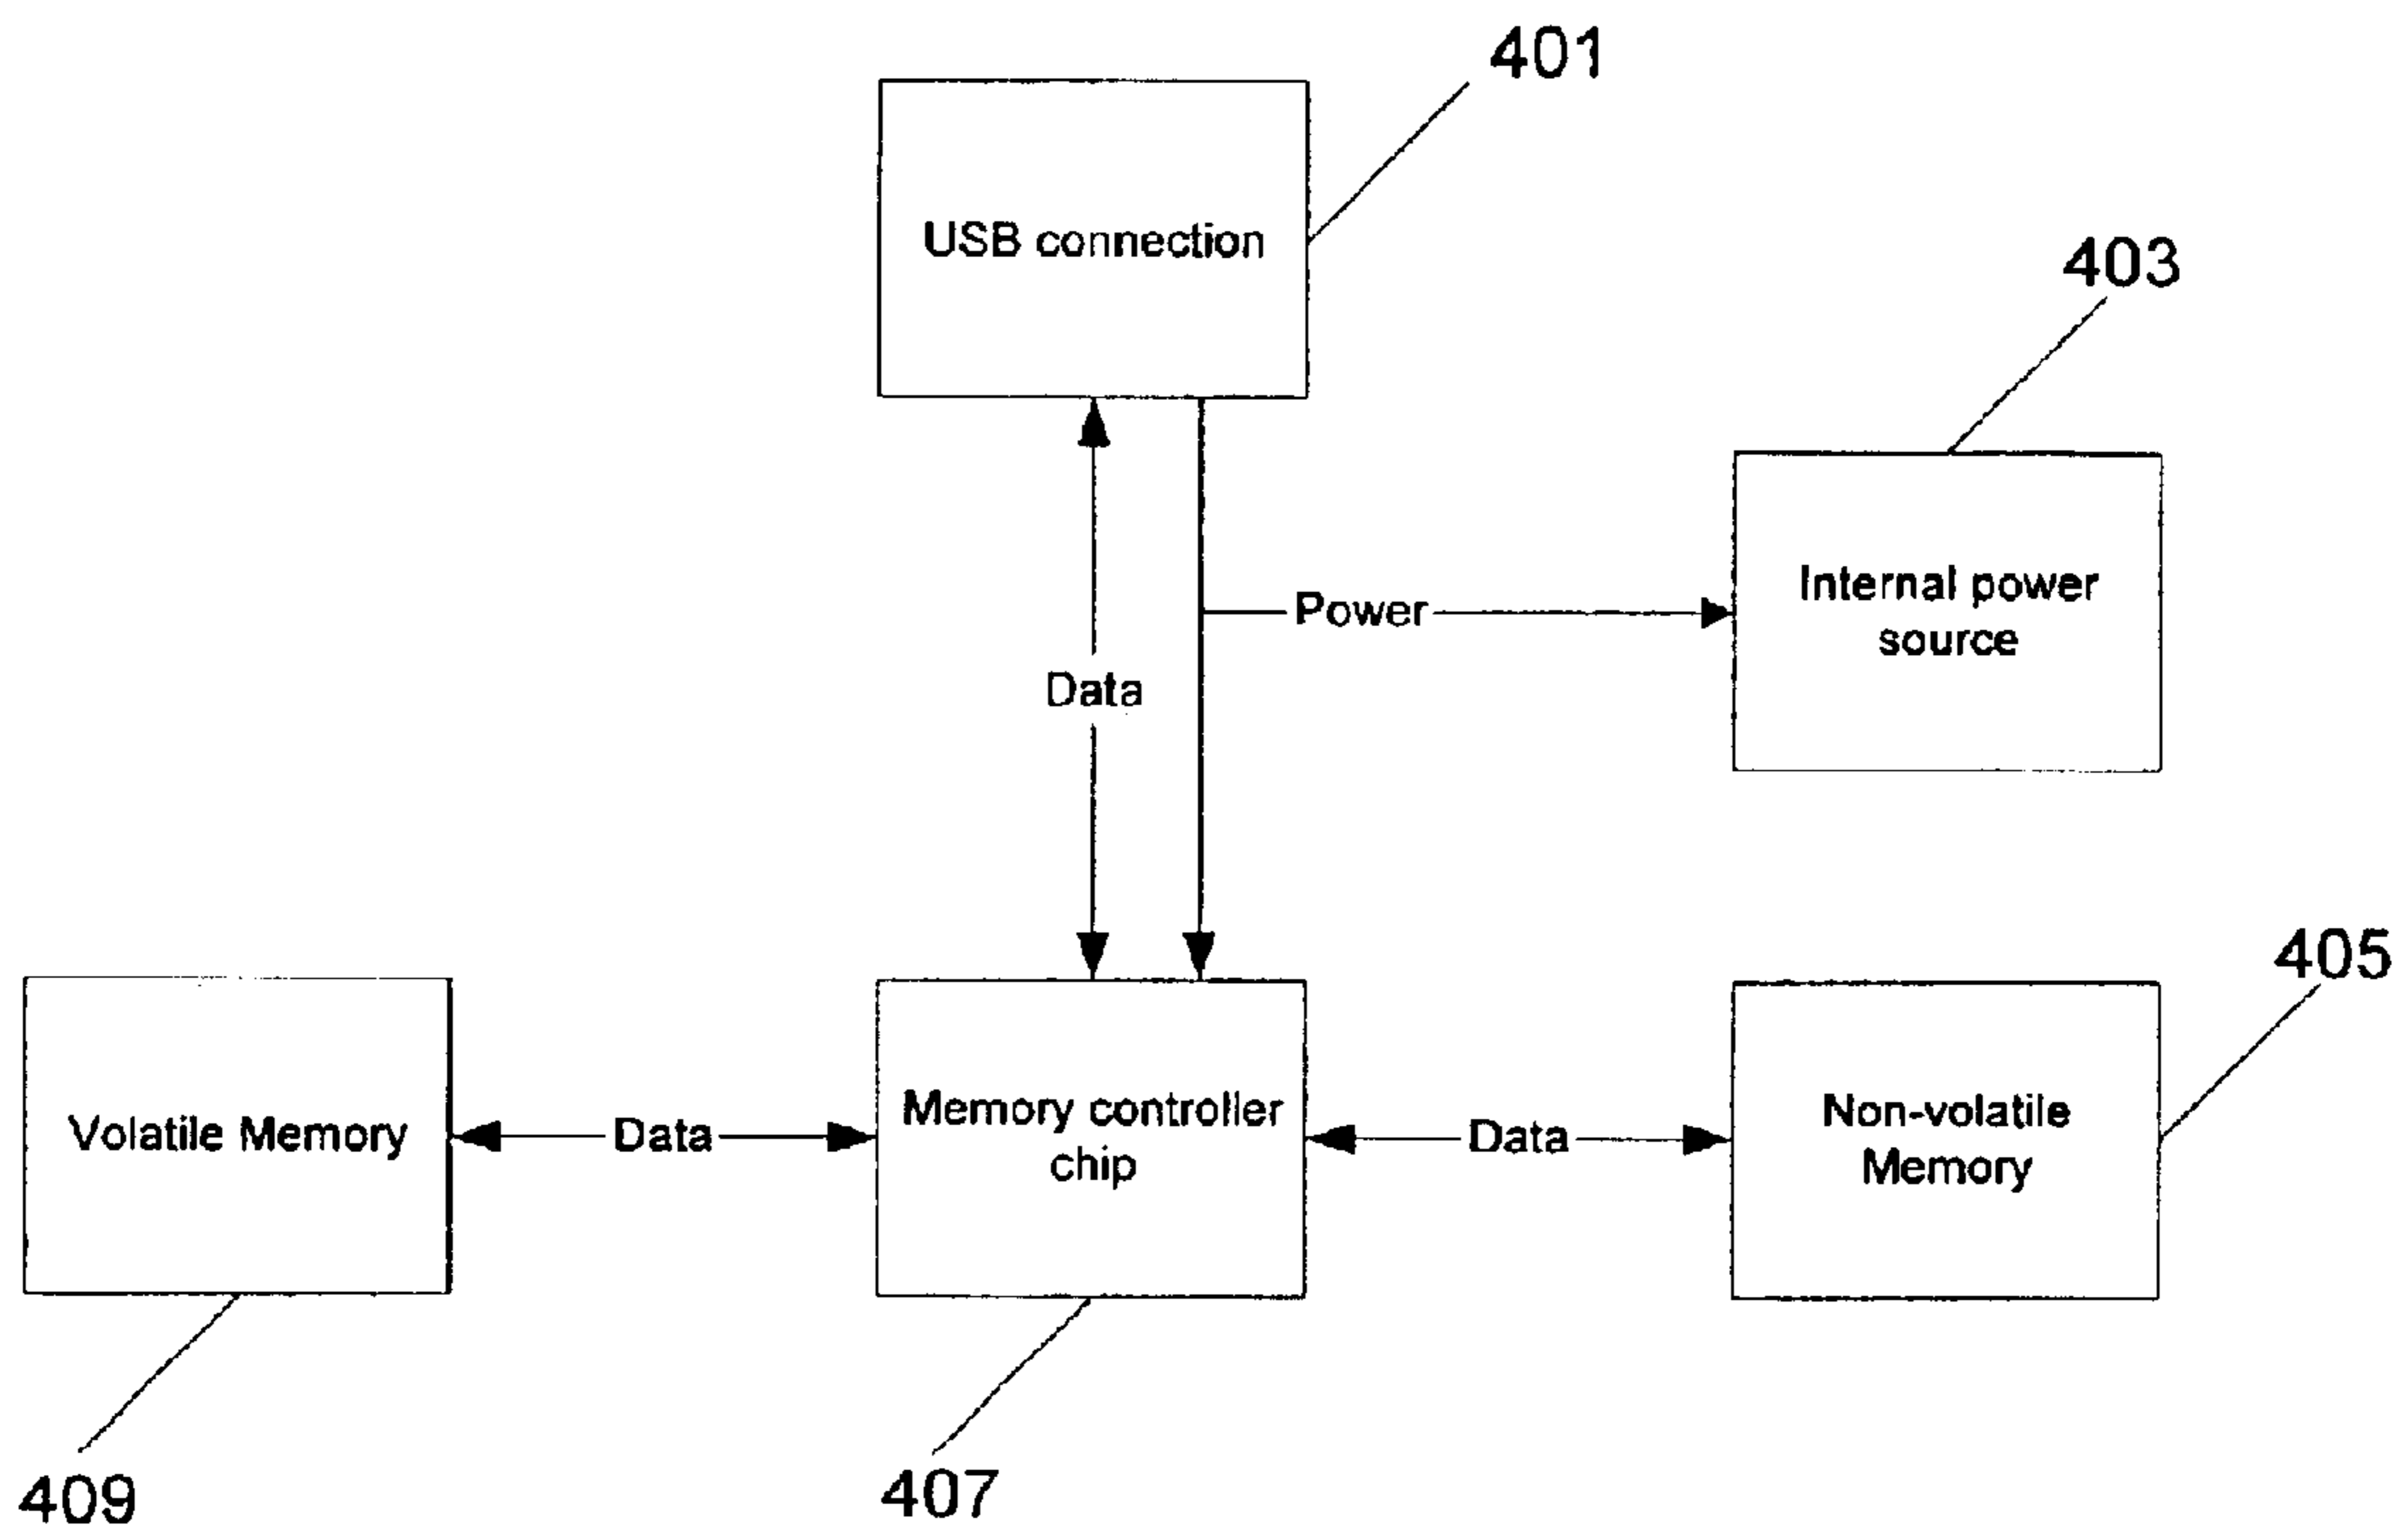 401
USB connection
403
Internal power
source
Power
Data
405
Volatile Memory
Data
Memory controller
chip
Data
Non-volatile
Memory
409
407